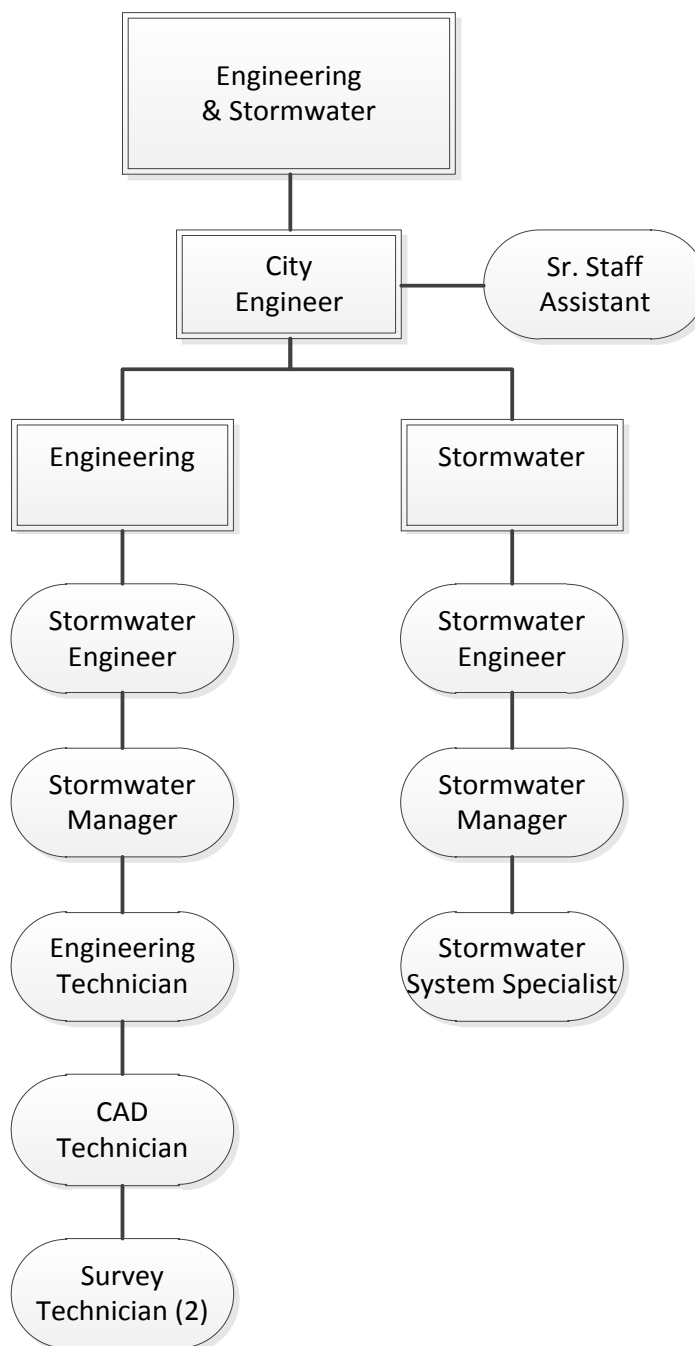 Engineering
& Stormwater
City
Engineer
Sr. Staff
Assistant
Engineering
Stormwater
Stormwater
Engineer
Stormwater
Engineer
Stormwater
Manager
Stormwater
Manager
Engineering
Technician
Stormwater
System Specialist
CAD
Technician
Survey
Technician (2)